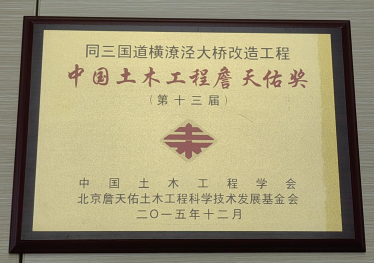 同三国道横潦泾大桥改造工程
中国土木工程詹天佑奖
(第十三届)
中国土木工程学会
北京詹天佑土木工程科学技术发展基金会
二〇一五年十二月